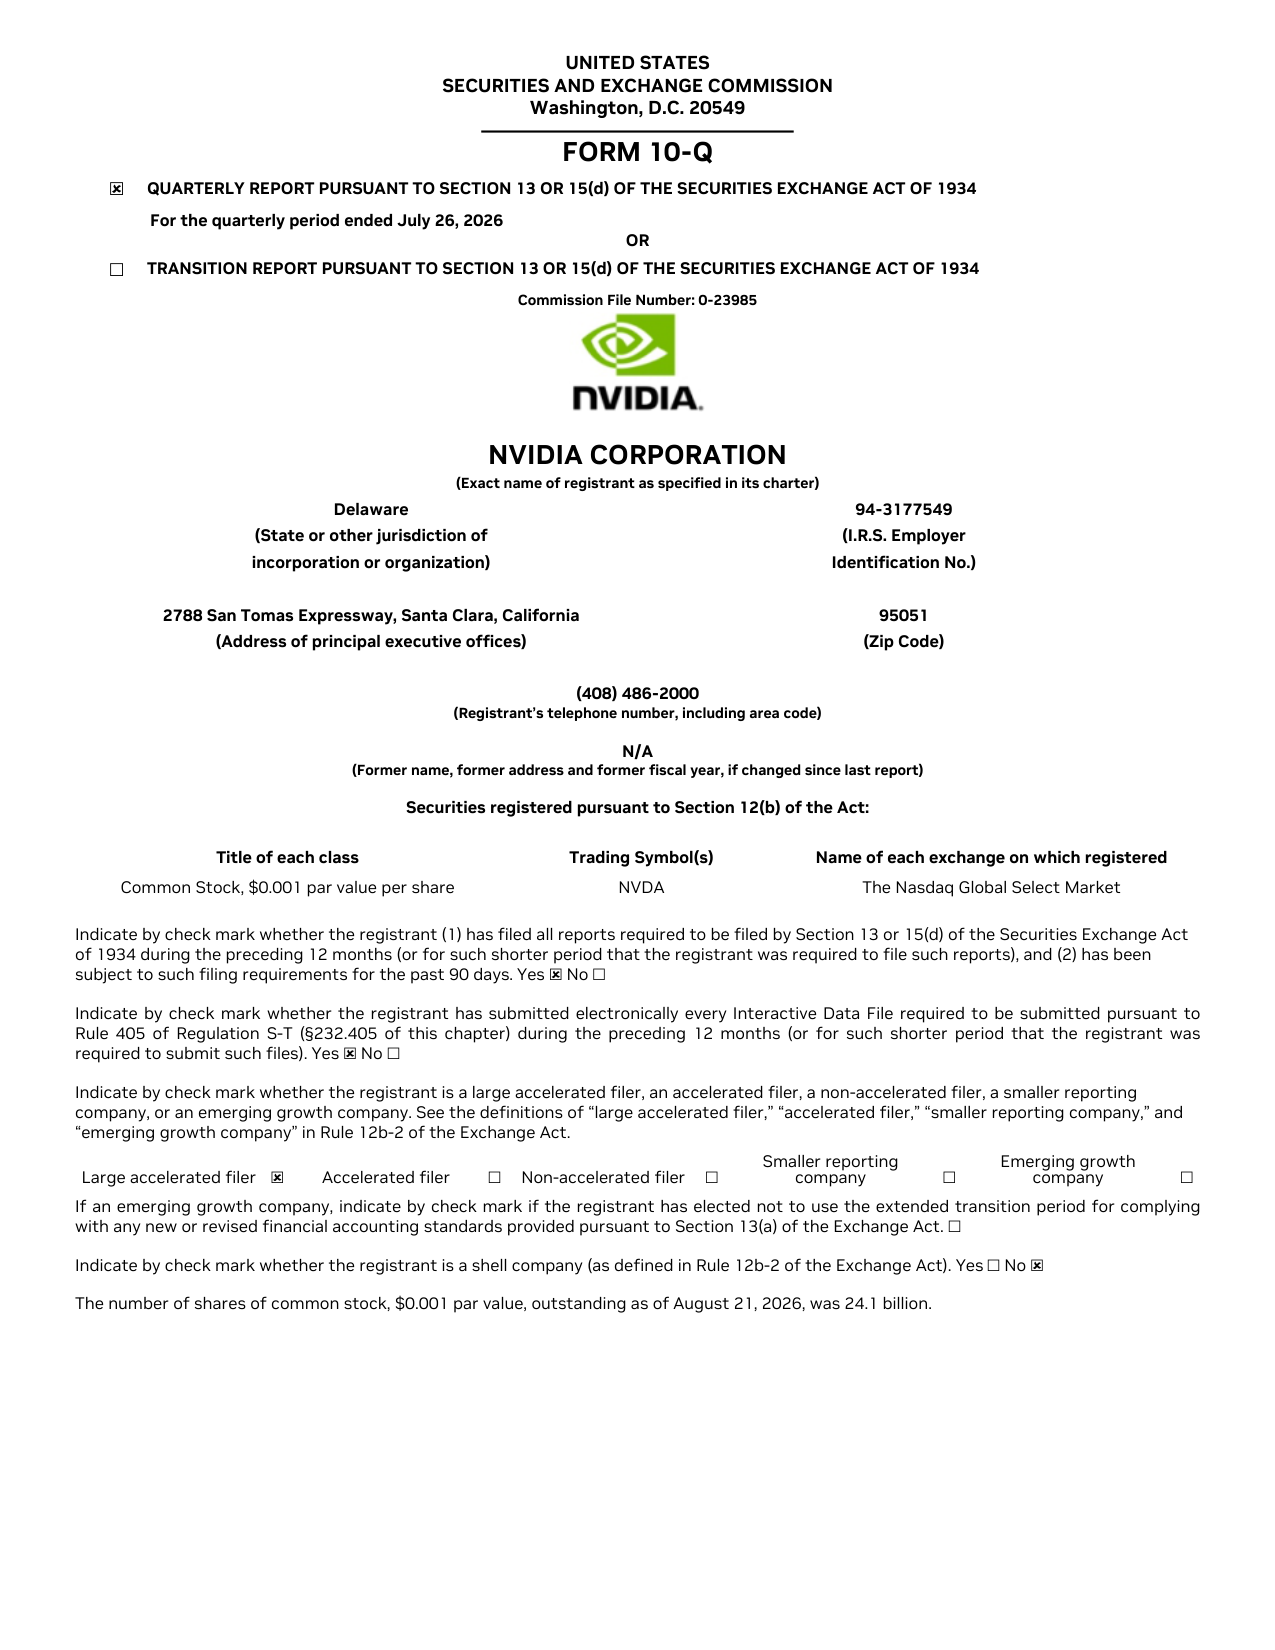 UNITED STATES
SECURITIES AND EXCHANGE COMMISSION
Washington, D.C. 20549
FORM 10-Q
☒ QUARTERLY REPORT PURSUANT TO SECTION 13 OR 15(d) OF THE SECURITIES EXCHANGE ACT OF 1934
For the quarterly period ended July 26, 2026
OR
☐ TRANSITION REPORT PURSUANT TO SECTION 13 OR 15(d) OF THE SECURITIES EXCHANGE ACT OF 1934
Commission File Number: 0-23985
NVIDIA.
NVIDIA CORPORATION
(Exact name of registrant as specified in its charter)
Delaware 94-3177549
(State or other jurisdiction of (I.R.S. Employer
incorporation or organization) Identification No.)
2788 San Tomas Expressway, Santa Clara, California 95051
(Address of principal executive offices) (Zip Code)
(408) 486-2000
(Registrant’s telephone number, including area code)
N/A
(Former name, former address and former fiscal year, if changed since last report)
Securities registered pursuant to Section 12(b) of the Act:
Title of each class Trading Symbol(s) Name of each exchange on which registered
Common Stock, $0.001 par value per share NVDA The Nasdaq Global Select Market
Indicate by check mark whether the registrant (1) has filed all reports required to be filed by Section 13 or 15(d) of the Securities Exchange Act
of 1934 during the preceding 12 months (or for such shorter period that the registrant was required to file such reports), and (2) has been
subject to such filing requirements for the past 90 days. Yes ☒ No ☐
Indicate by check mark whether the registrant has submitted electronically every Interactive Data File required to be submitted pursuant to
Rule 405 of Regulation S-T (§232.405 of this chapter) during the preceding 12 months (or for such shorter period that the registrant was
required to submit such files). Yes ☒ No ☐
Indicate by check mark whether the registrant is a large accelerated filer, an accelerated filer, a non-accelerated filer, a smaller reporting
company, or an emerging growth company. See the definitions of “large accelerated filer,” “accelerated filer,” “smaller reporting company,” and
“emerging growth company” in Rule 12b-2 of the Exchange Act.
Large accelerated filer ☒ Accelerated filer ☐ Non-accelerated filer ☐ Smaller reporting company ☐ Emerging growth company ☐
If an emerging growth company, indicate by check mark if the registrant has elected not to use the extended transition period for complying
with any new or revised financial accounting standards provided pursuant to Section 13(a) of the Exchange Act. ☐
Indicate by check mark whether the registrant is a shell company (as defined in Rule 12b-2 of the Exchange Act). Yes ☐ No ☒
The number of shares of common stock, $0.001 par value, outstanding as of August 21, 2026, was 24.1 billion.